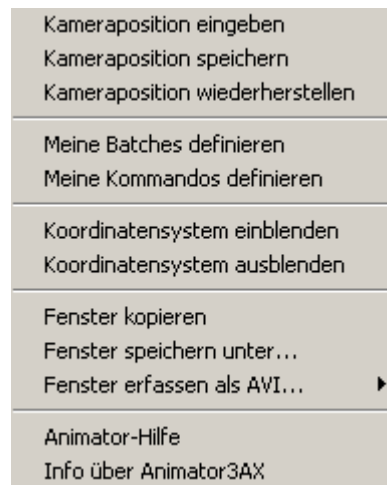 Kameraposition eingeben
Kameraposition speichern
Kameraposition wiederherstellen
Meine Batches definieren
Meine Kommandos definieren
Koordinatensystem einblenden
Koordinatensystem ausblenden
Fenster kopieren
Fenster speichern unter...
Fenster erfassen als AVI...
Animator-Hilfe
Info über Animator3AX